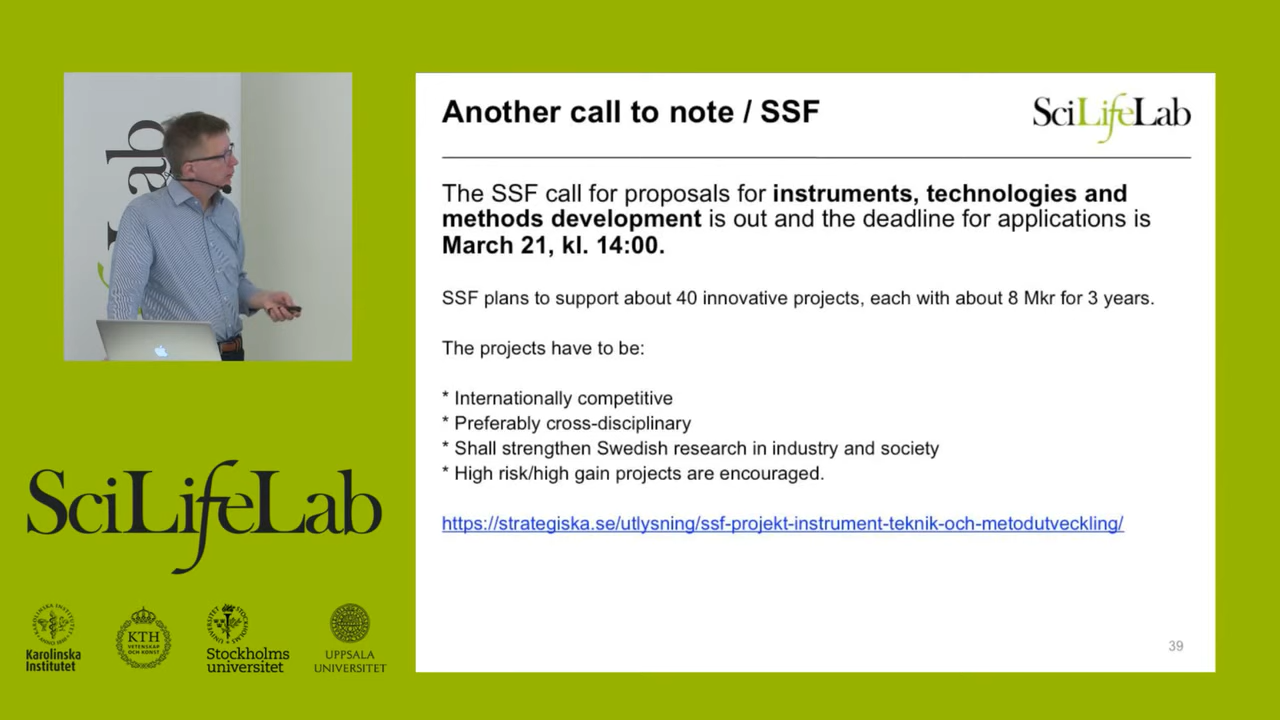 Another call to note / SSF
SciLifeLab
The SSF call for proposals for instruments, technologies and
methods development is out and the deadline for applications is
March 21, kl. 14:00.
SSF plans to support about 40 innovative projects, each with about 8 Mkr for 3 years.
The projects have to be:
* Internationally competitive
* Preferably cross-disciplinary
* Shall strengthen Swedish research in industry and society
* High risk/high gain projects are encouraged.
https://strategiska.se/utlysning/ssf-projekt-instrument-teknik-och-metodutveckling/
39
Lab
SciLifeLab
Karolinska
Institutet
KTH
VETENSKAP
OCH KONST
Stockholms
universitet
UPPSALA
UNIVERSITET